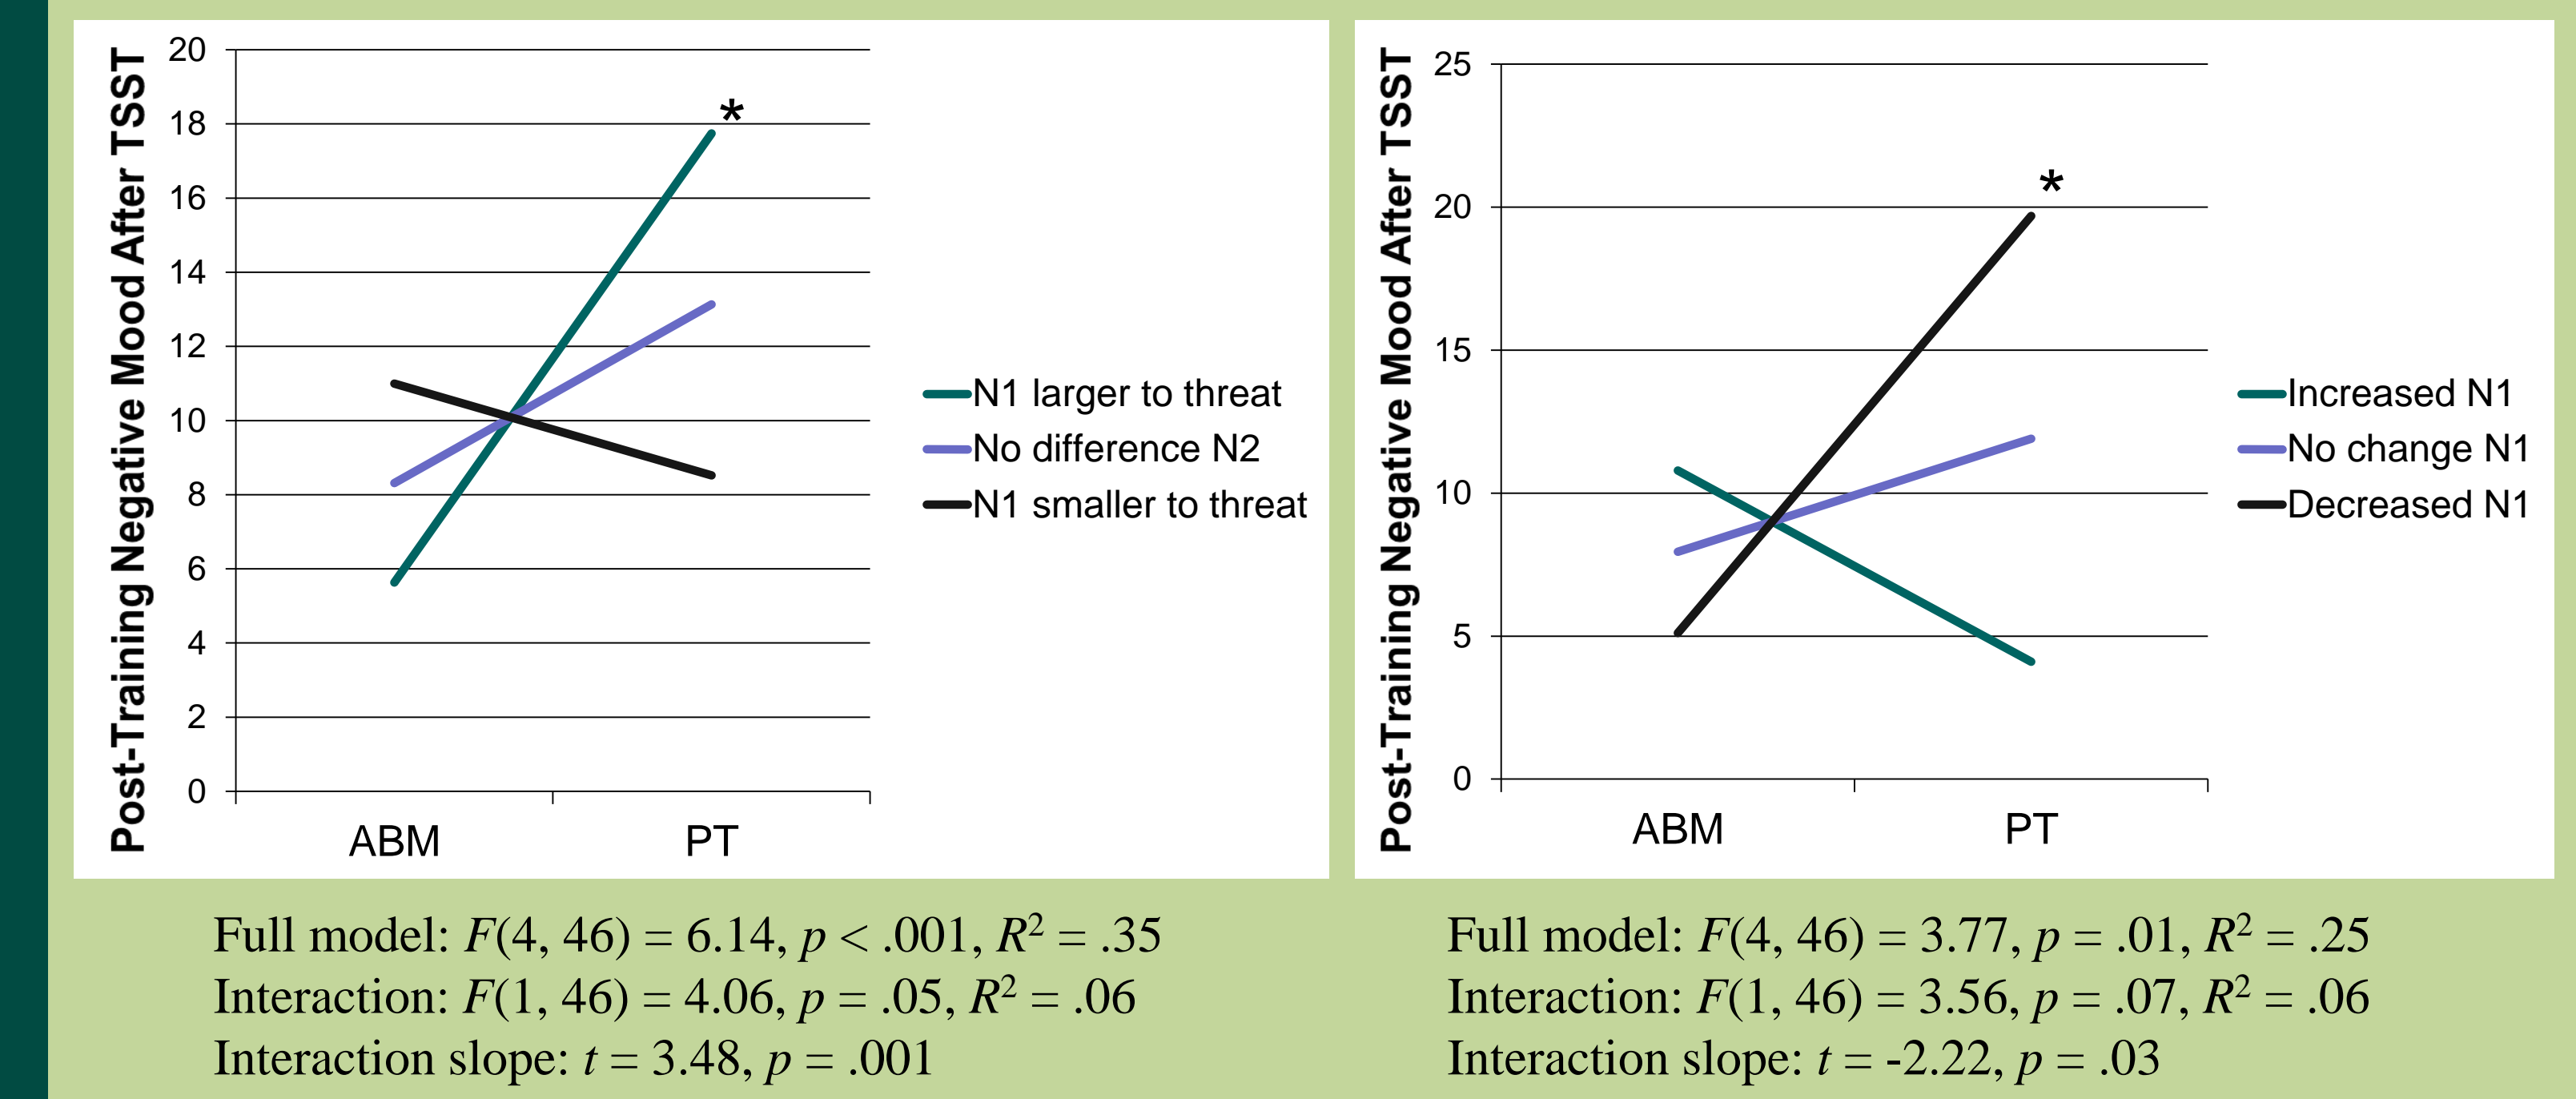 Post-Training Negative Mood After TSST
20
18
16
14
12
10
8
6
4
2
0
*
ABM PT
N1 larger to threat
No difference N2
N1 smaller to threat
Full model: F(4, 46) = 6.14, p < .001, R² = .35
Interaction: F(1, 46) = 4.06, p = .05, R² = .06
Interaction slope: t = 3.48, p = .001
Post-Training Negative Mood After TSST
25
20
15
10
5
0
*
ABM PT
Increased N1
No change N1
Decreased N1
Full model: F(4, 46) = 3.77, p = .01, R² = .25
Interaction: F(1, 46) = 3.56, p = .07, R² = .06
Interaction slope: t = -2.22, p = .03